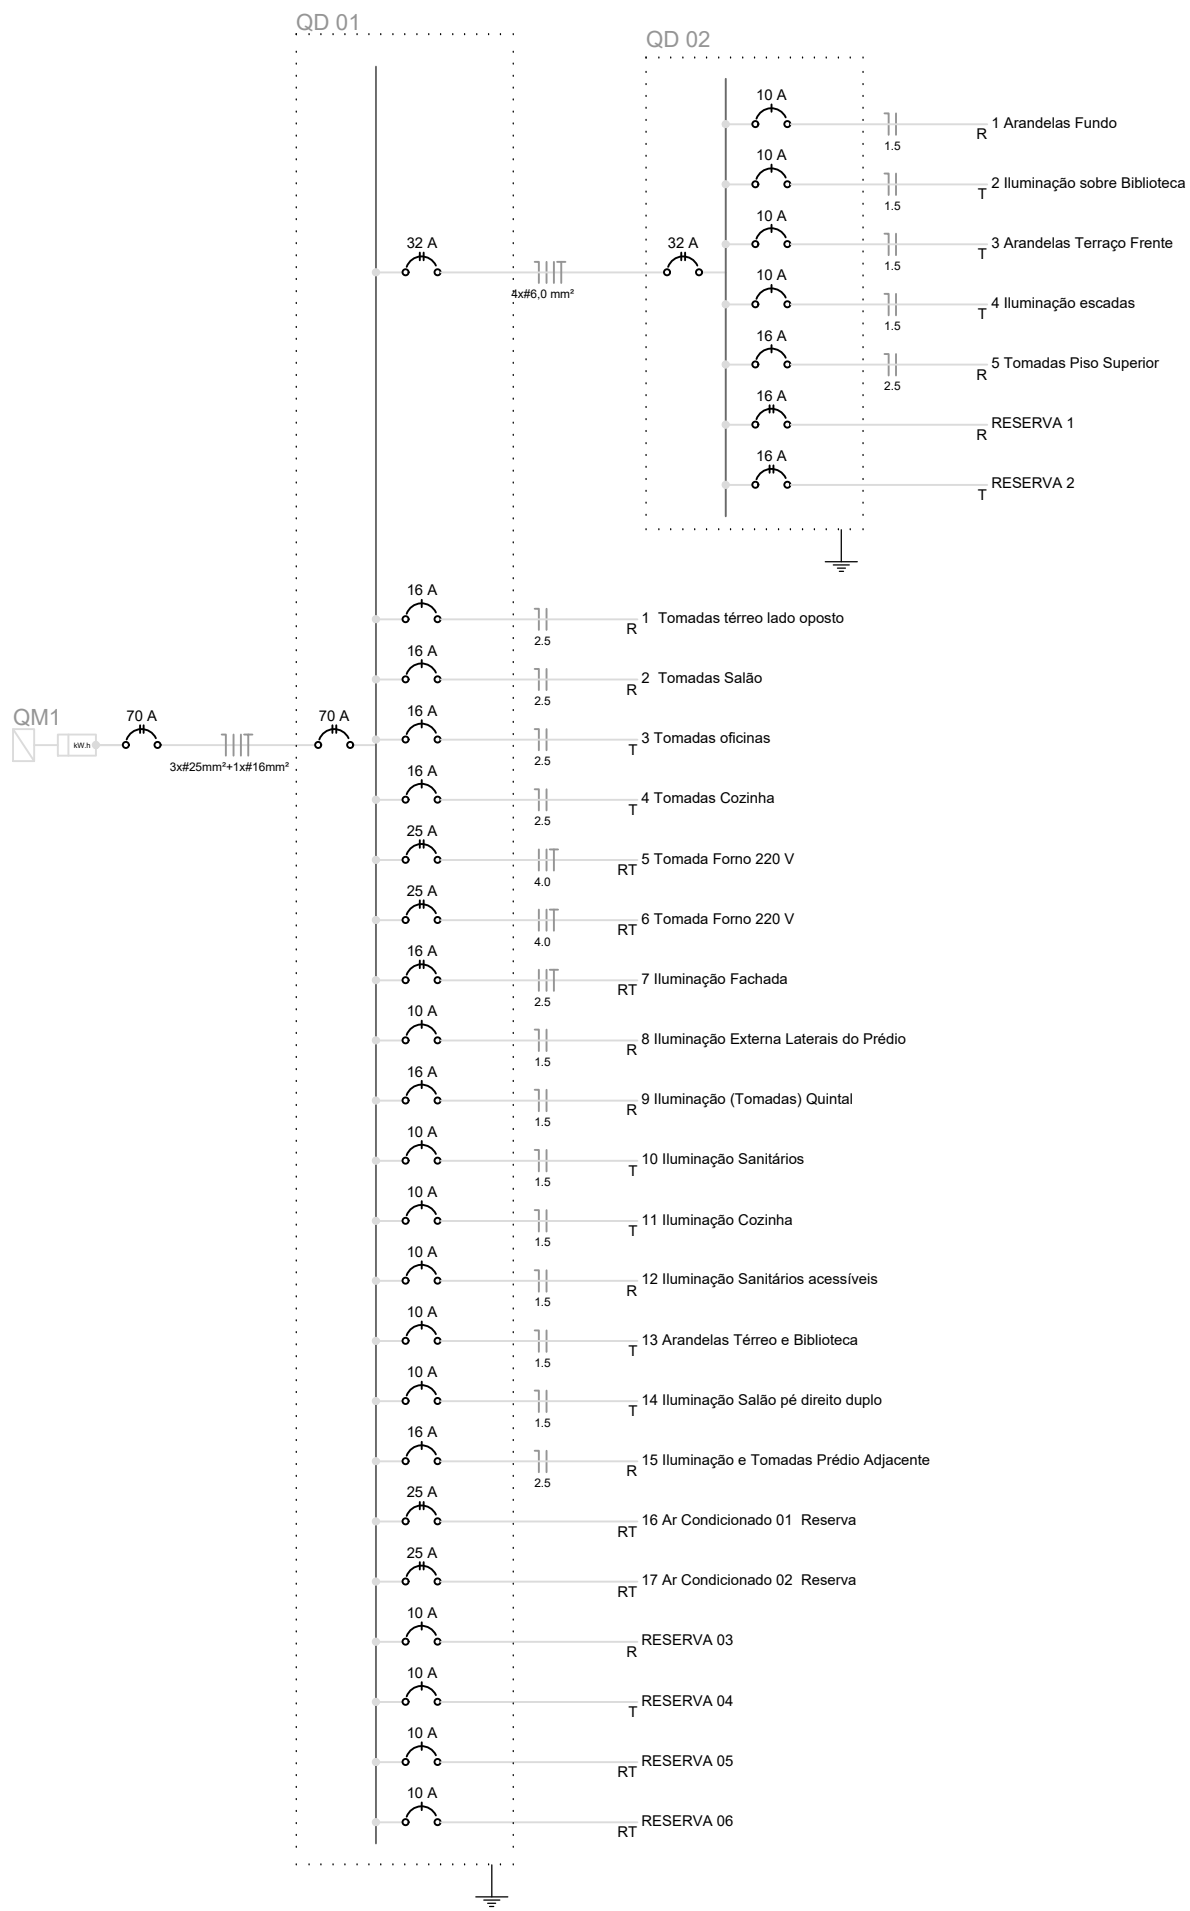 QD 01
QD 02
10 A
1 Arandelas Fundo
R
1.5
10 A
2 Iluminação sobre Biblioteca
T
1.5
10 A
3 Arandelas Terraço Frente
T
1.5
32 A
4x#6,0 mm²
32 A
10 A
4 Iluminação escadas
T
1.5
16 A
5 Tomadas Piso Superior
R
2.5
16 A
RESERVA 1
R
16 A
RESERVA 2
T
16 A
1 Tomadas térreo lado oposto
R
2.5
16 A
2 Tomadas Salão
R
2.5
QM1
kW.h
70 A
3x#25mm²+1x#16mm²
70 A
16 A
3 Tomadas oficinas
T
2.5
16 A
4 Tomadas Cozinha
T
2.5
25 A
5 Tomada Forno 220 V
RT
4.0
25 A
6 Tomada Forno 220 V
RT
4.0
16 A
7 Iluminação Fachada
RT
2.5
10 A
8 Iluminação Externa Laterais do Prédio
R
1.5
16 A
9 Iluminação (Tomadas) Quintal
R
1.5
10 A
10 Iluminação Sanitários
T
1.5
10 A
11 Iluminação Cozinha
T
1.5
10 A
12 Iluminação Sanitários acessíveis
R
1.5
10 A
13 Arandelas Térreo e Biblioteca
T
1.5
10 A
14 Iluminação Salão pé direito duplo
T
1.5
16 A
15 Iluminação e Tomadas Prédio Adjacente
R
2.5
25 A
16 Ar Condicionado 01 Reserva
RT
25 A
17 Ar Condicionado 02 Reserva
RT
10 A
RESERVA 03
R
10 A
RESERVA 04
T
10 A
RESERVA 05
RT
10 A
RESERVA 06
RT